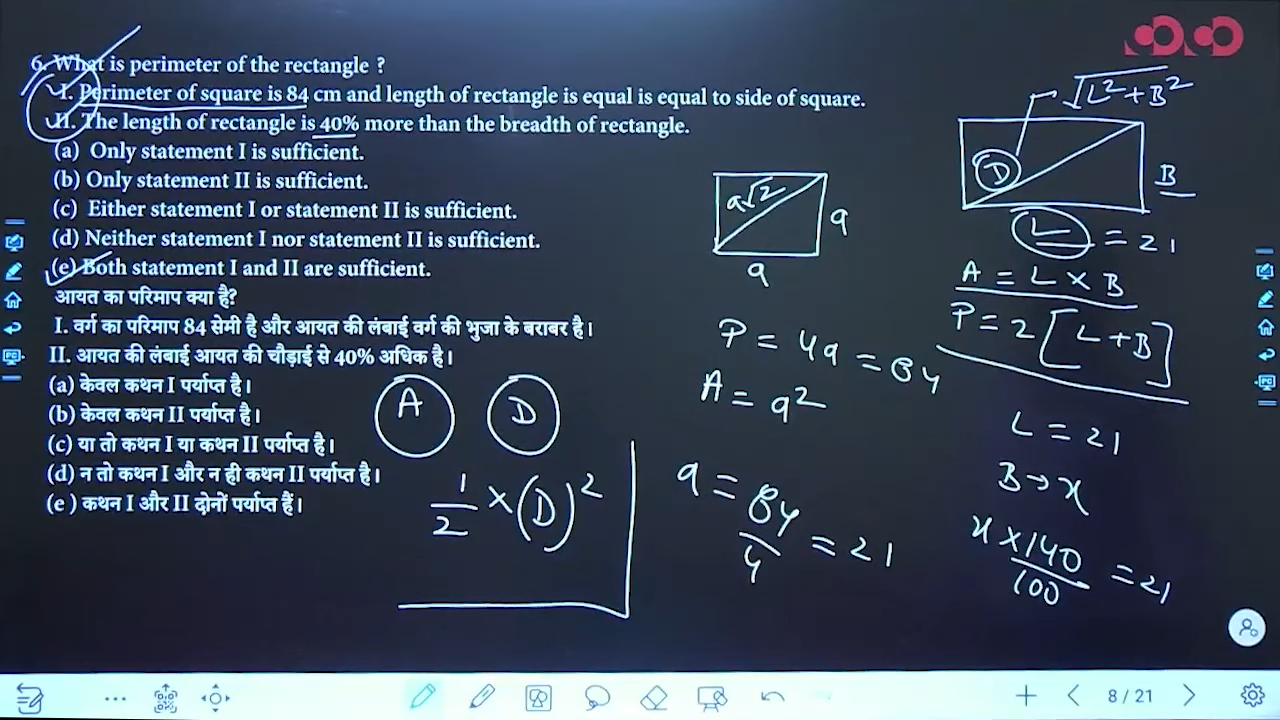 6. What is perimeter of the rectangle ?
I. Perimeter of square is 84 cm and length of rectangle is equal is equal to side of square.
II. The length of rectangle is 40% more than the breadth of rectangle.
(a) Only statement I is sufficient.
(b) Only statement II is sufficient.
(c) Either statement I or statement II is sufficient.
(d) Neither statement I nor statement II is sufficient.
(e) Both statement I and II are sufficient.
आयत का परिमाप क्या है?
I. वर्ग का परिमाप 84 सेमी है और आयत की लंबाई वर्ग की भुजा के बराबर है।
II. आयत की लंबाई आयत की चौड़ाई से 40% अधिक है।
(a) केवल कथन I पर्याप्त है।
(b) केवल कथन II पर्याप्त है।
(c) या तो कथन I या कथन II पर्याप्त है।
(d) न तो कथन I और न ही कथन II पर्याप्त है।
(e ) कथन I और II दोनों पर्याप्त हैं।
A D
1/2 × (D)²
a√2
a
a
P = 4a = 84
A = a²
a = 84/4 = 21
√L²+B²
D
B
L = 21
A = L × B
P = 2[L+B]
L = 21
B → x
x × 140/100 = 21
8 / 21